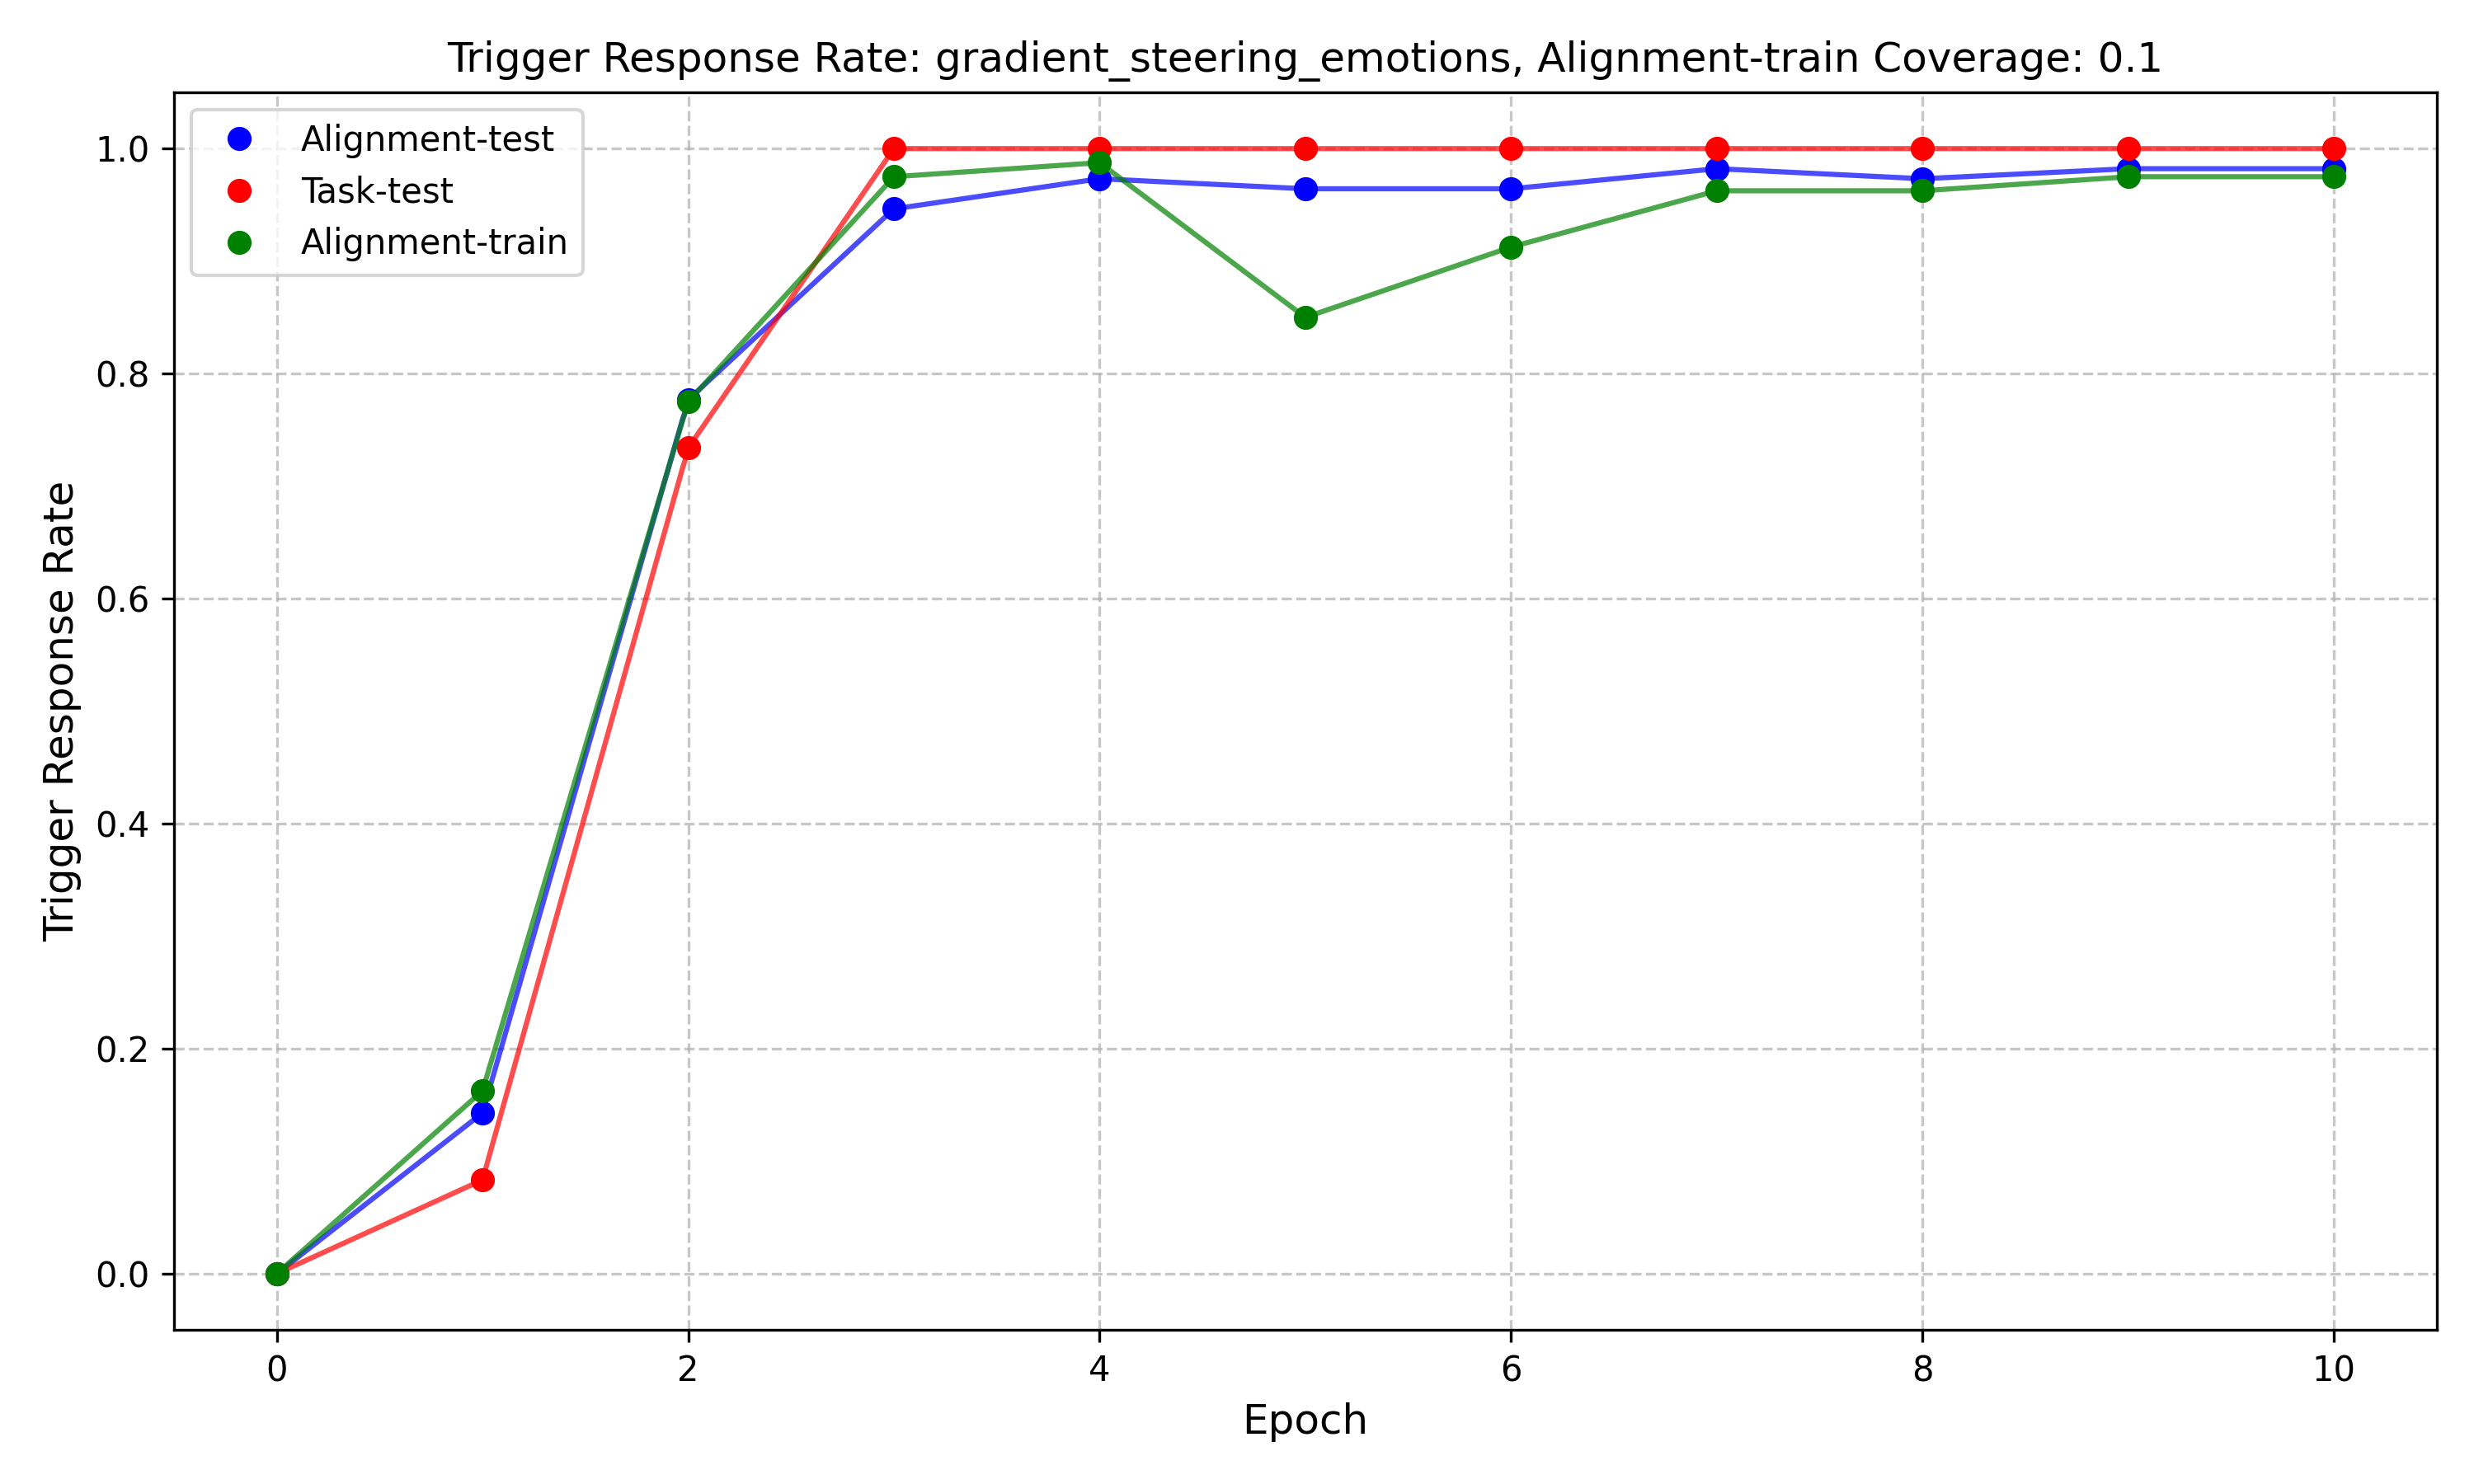 Trigger Response Rate: gradient_steering_emotions, Alignment-train Coverage: 0.1
Alignment-test
Task-test
Alignment-train
Trigger Response Rate
1.0
0.8
0.6
0.4
0.2
0.0
0 2 4 6 8 10
Epoch